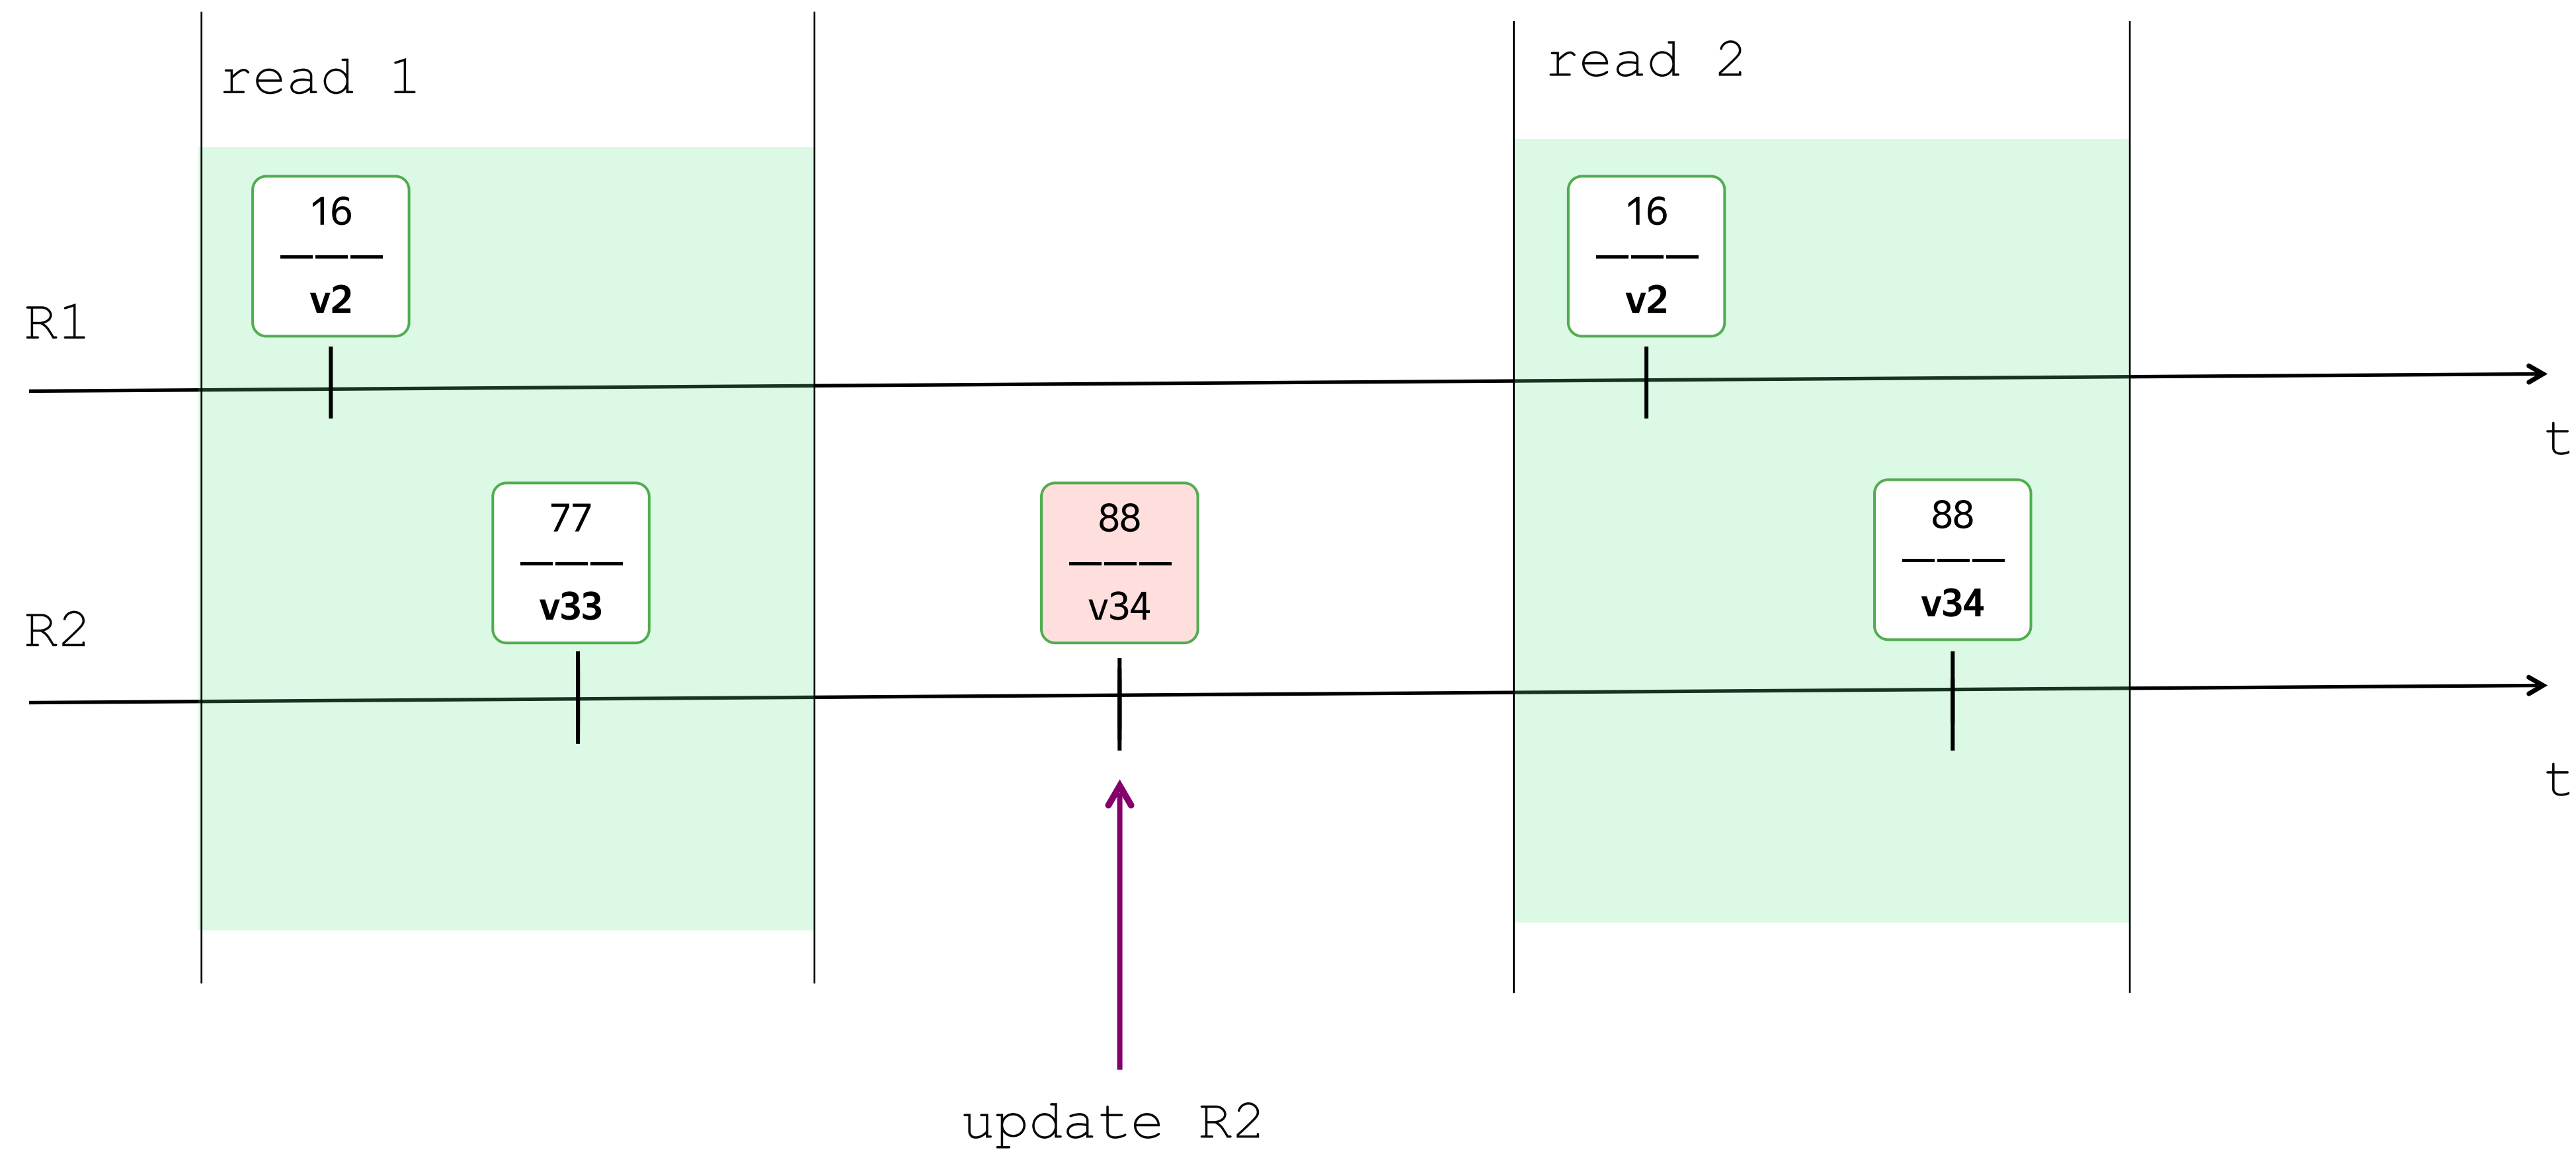 read 1
read 2
16
———
v2
16
———
v2
R1
t
77
———
v33
88
———
v34
88
———
v34
R2
t
update R2